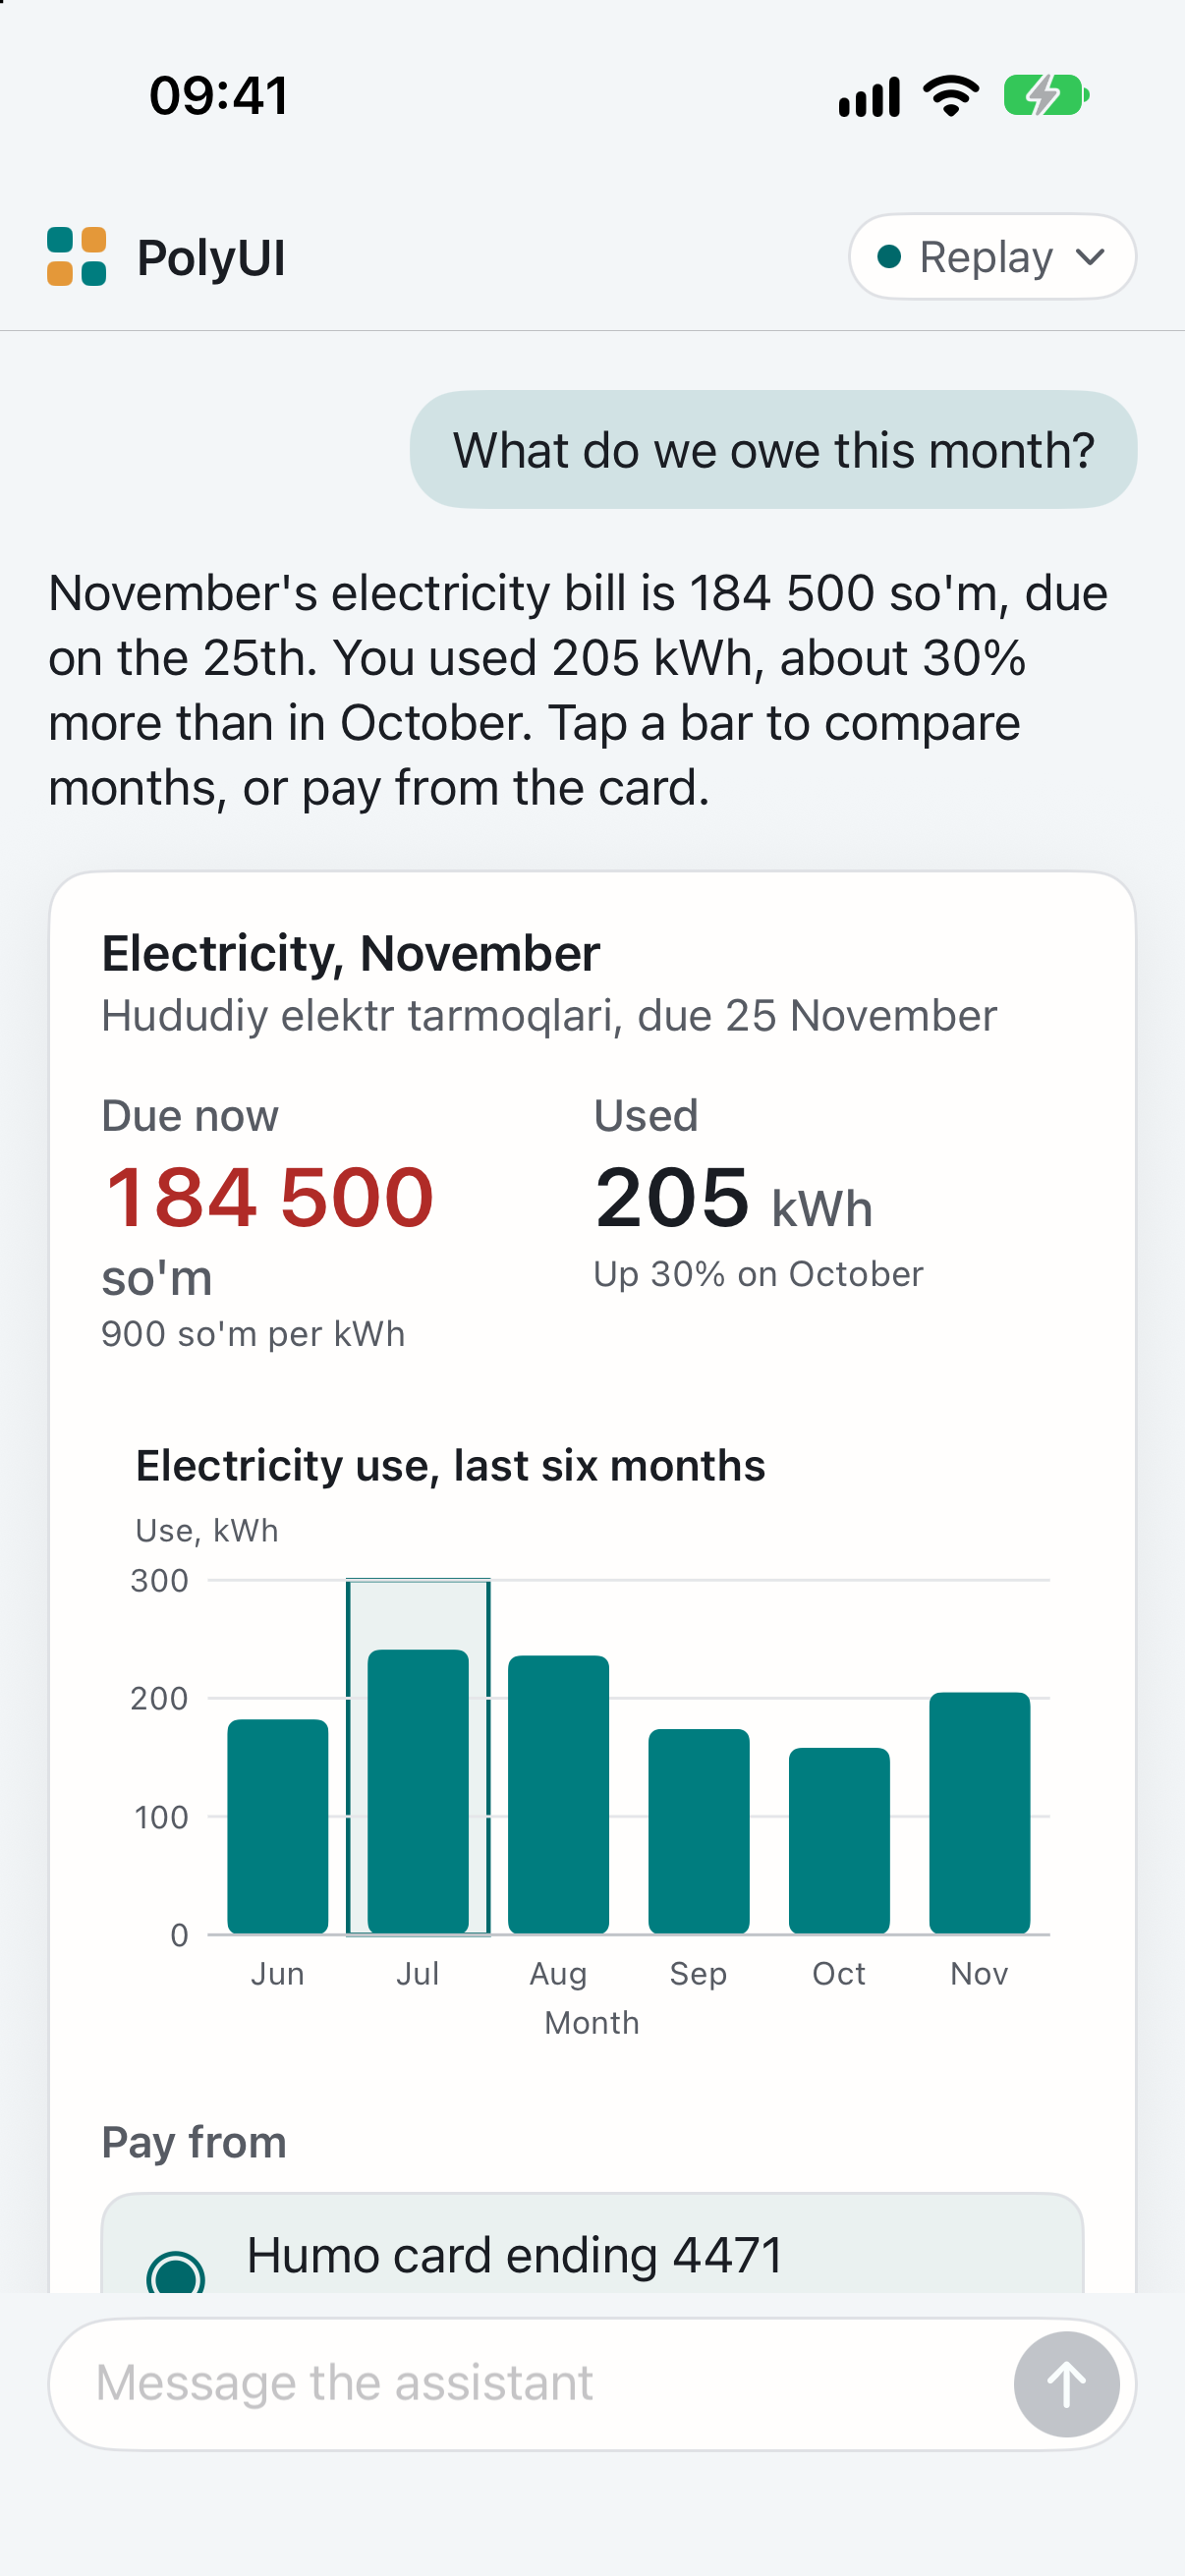 09:41
PolyUI
Replay
What do we owe this month?
November's electricity bill is 184 500 so'm, due
on the 25th. You used 205 kWh, about 30%
more than in October. Tap a bar to compare
months, or pay from the card.
Electricity, November
Hududiy elektr tarmoqlari, due 25 November
Due now
184 500
so'm
900 so'm per kWh
Used
205 kWh
Up 30% on October
Electricity use, last six months
Use, kWh
300
200
100
0
Jun Jul Aug Sep Oct Nov
Month
Pay from
Humo card ending 4471
Message the assistant